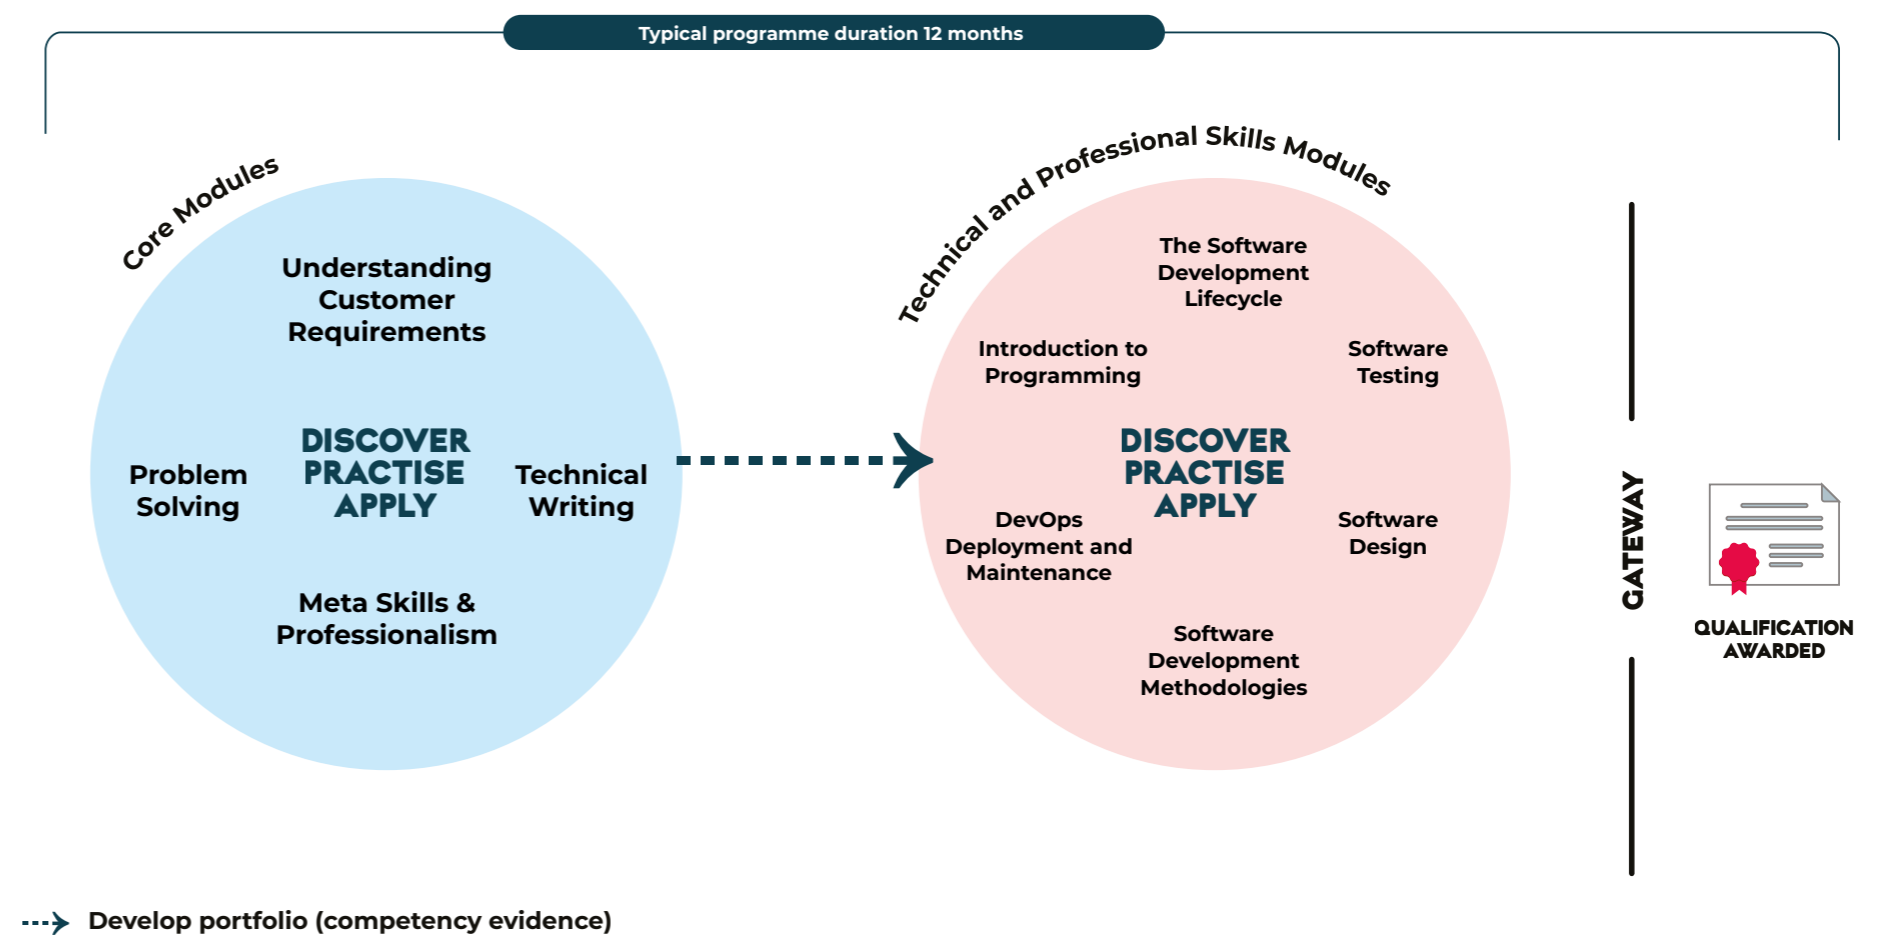 Typical programme duration 12 months
Core Modules
Understanding
Customer
Requirements
Problem
Solving
DISCOVER
PRACTISE
APPLY
Technical
Writing
Meta Skills &
Professionalism
Technical and Professional Skills Modules
The Software
Development
Lifecycle
Introduction to
Programming
Software
Testing
DISCOVER
PRACTISE
APPLY
DevOps
Deployment and
Maintenance
Software
Design
Software
Development
Methodologies
GATEWAY
QUALIFICATION
AWARDED
Develop portfolio (competency evidence)